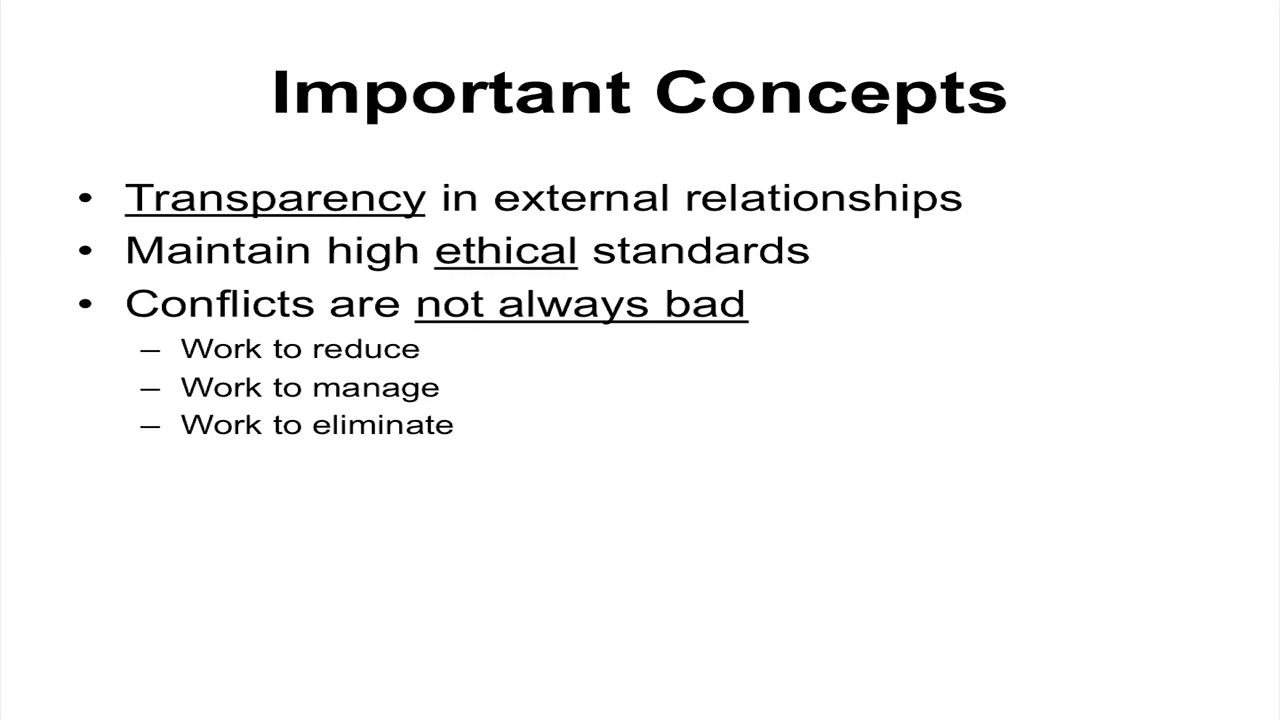 Important Concepts
• Transparency in external relationships
• Maintain high ethical standards
• Conflicts are not always bad
– Work to reduce
– Work to manage
– Work to eliminate